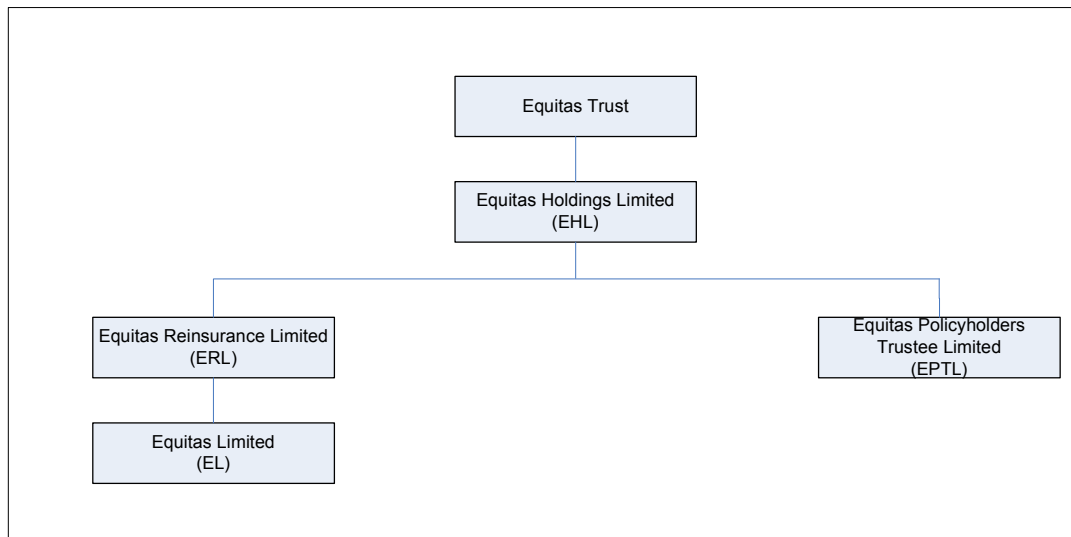 Equitas Trust
Equitas Holdings Limited
(EHL)
Equitas Reinsurance Limited
(ERL)
Equitas Policyholders
Trustee Limited
(EPTL)
Equitas Limited
(EL)